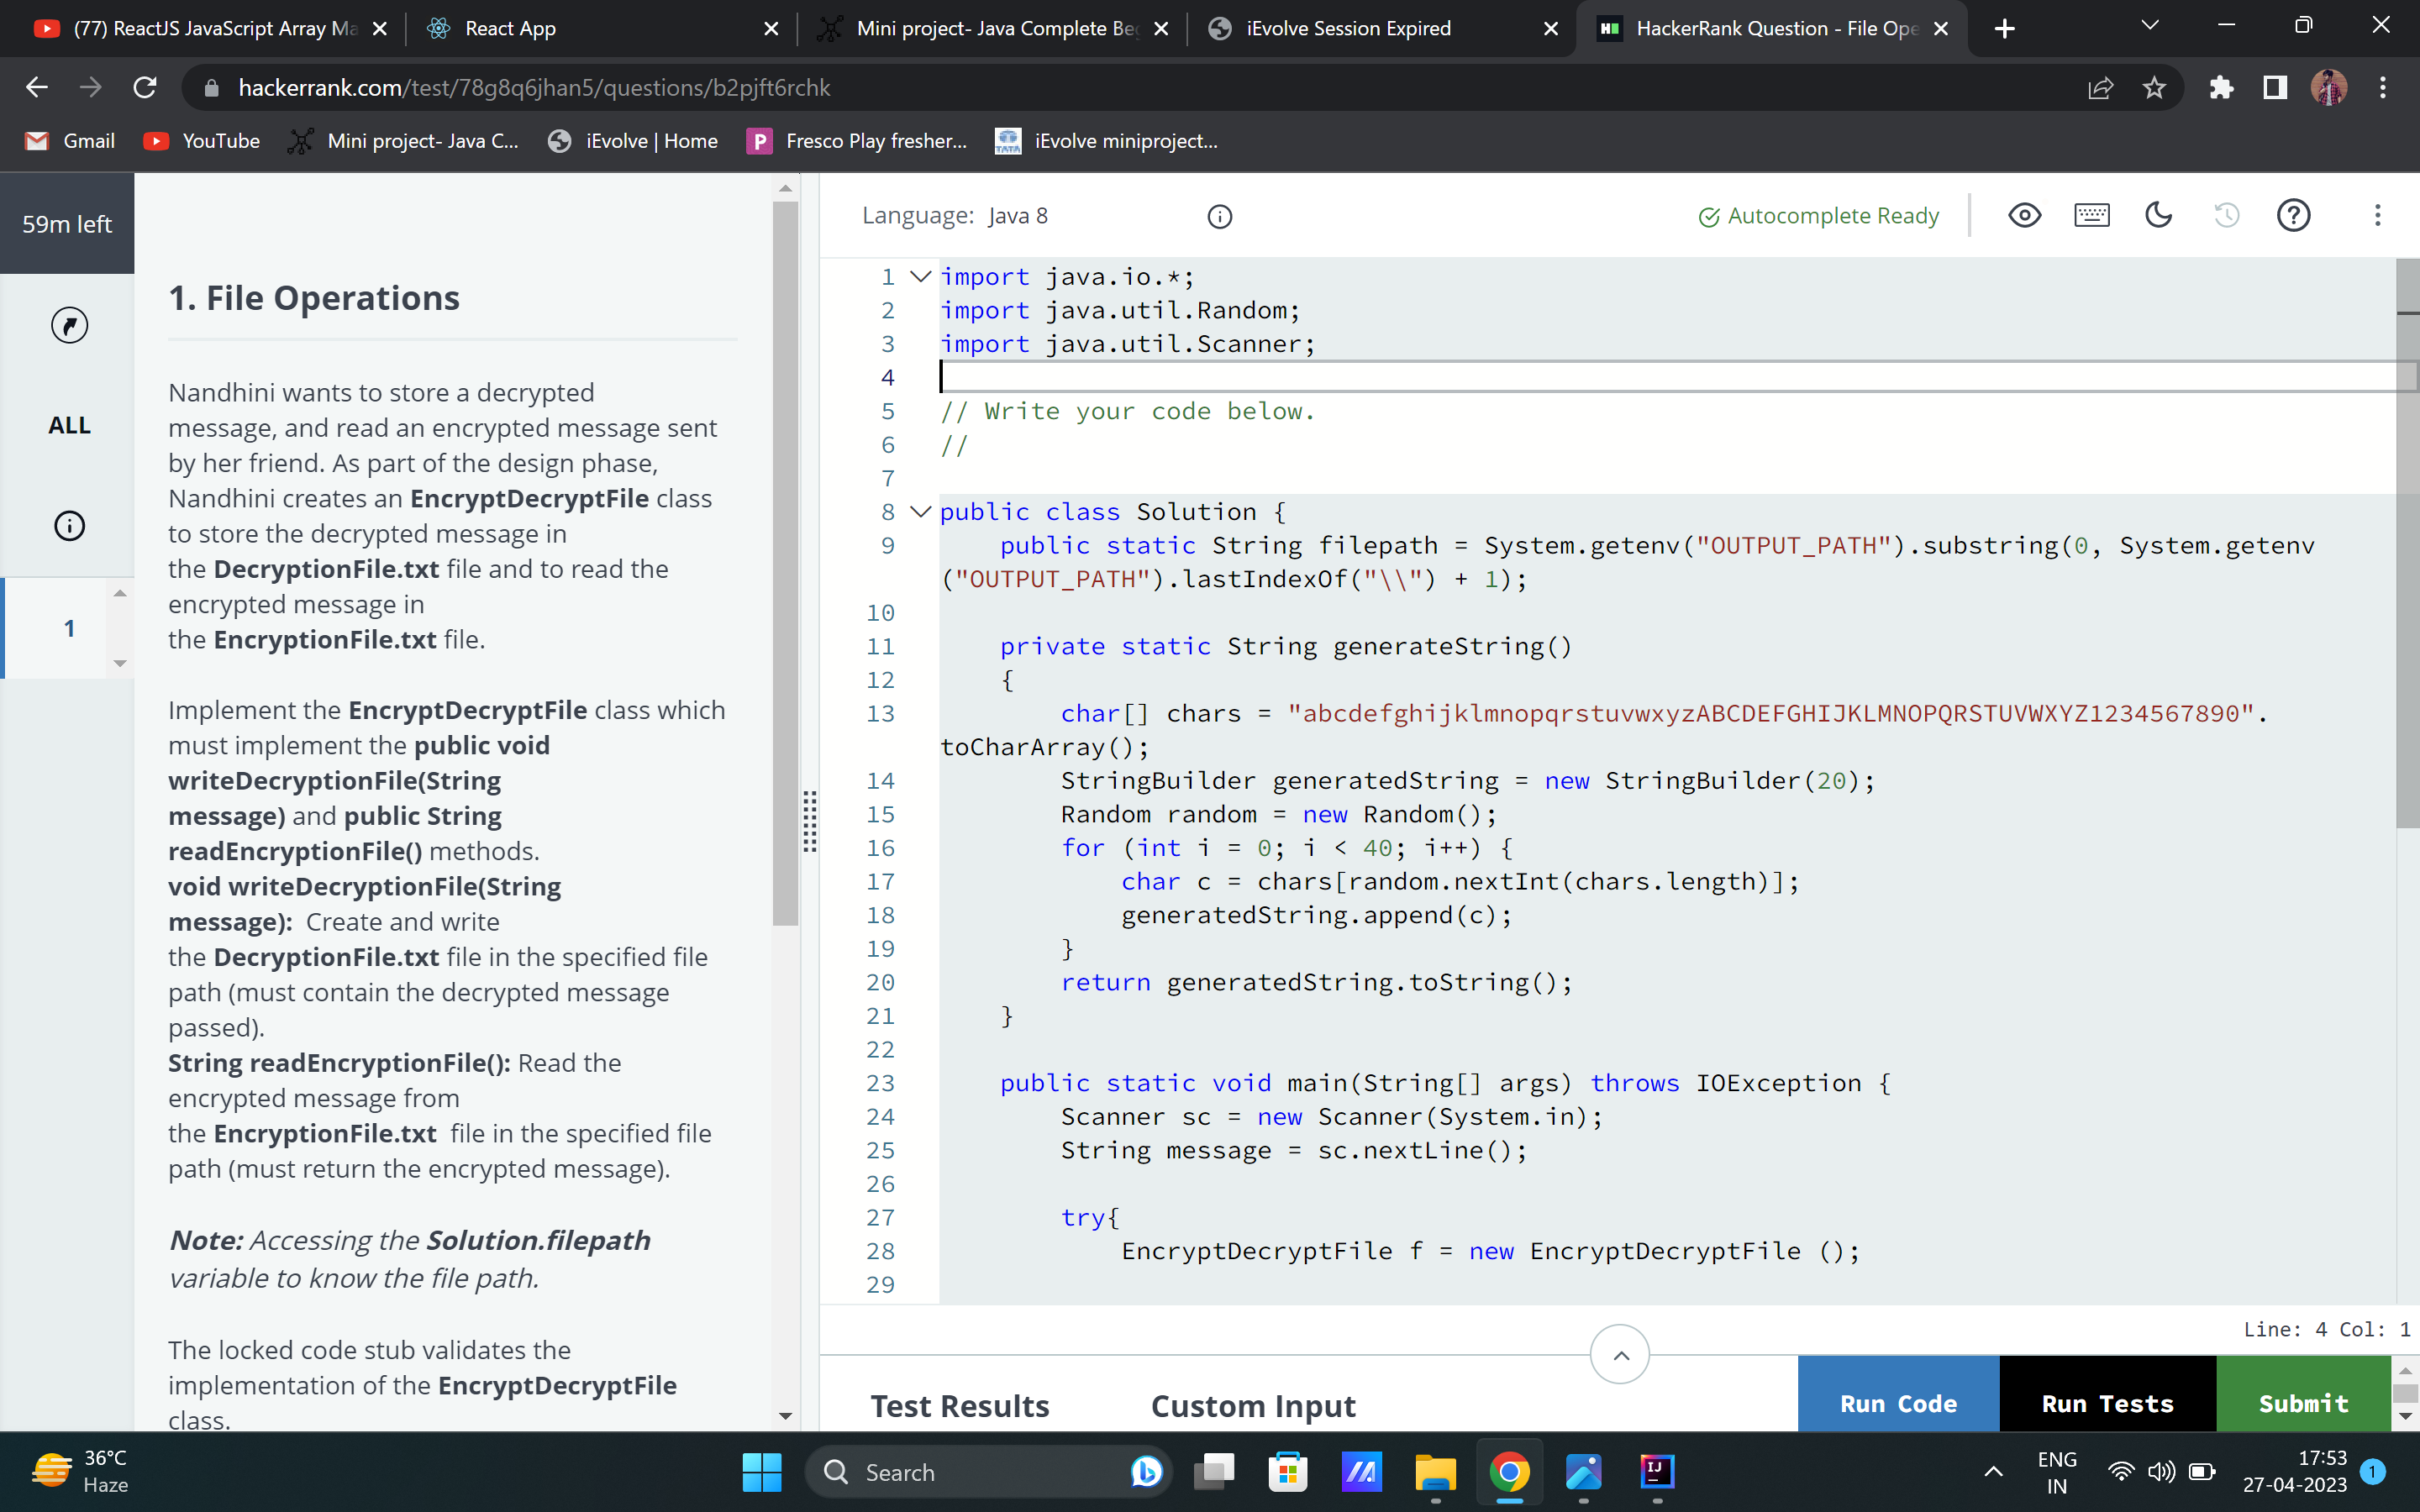 (77) ReactJS JavaScript Array Ma
React App
Mini project- Java Complete Be
iEvolve Session Expired
HackerRank Question - File Ope
hackerrank.com/test/78g8q6jhan5/questions/b2pjft6rchk
Gmail
YouTube
Mini project- Java C...
iEvolve | Home
Fresco Play fresher...
iEvolve miniproject...
59m left
ALL
1
1. File Operations
Nandhini wants to store a decrypted
message, and read an encrypted message sent
by her friend. As part of the design phase,
Nandhini creates an EncryptDecryptFile class
to store the decrypted message in
the DecryptionFile.txt file and to read the
encrypted message in
the EncryptionFile.txt file.
Implement the EncryptDecryptFile class which
must implement the public void
writeDecryptionFile(String
message) and public String
readEncryptionFile() methods.
void writeDecryptionFile(String
message): Create and write
the DecryptionFile.txt file in the specified file
path (must contain the decrypted message
passed).
String readEncryptionFile(): Read the
encrypted message from
the EncryptionFile.txt file in the specified file
path (must return the encrypted message).
Note: Accessing the Solution.filepath
variable to know the file path.
The locked code stub validates the
implementation of the EncryptDecryptFile
class.
Language: Java 8
Autocomplete Ready
1 import java.io.*;
2 import java.util.Random;
3 import java.util.Scanner;
4
5 // Write your code below.
6 //
7
8 public class Solution {
9 public static String filepath = System.getenv("OUTPUT_PATH").substring(0, System.getenv
("OUTPUT_PATH").lastIndexOf("\\") + 1);
10
11 private static String generateString()
12 {
13 char[] chars = "abcdefghijklmnopqrstuvwxyzABCDEFGHIJKLMNOPQRSTUVWXYZ1234567890".
toCharArray();
14 StringBuilder generatedString = new StringBuilder(20);
15 Random random = new Random();
16 for (int i = 0; i < 40; i++) {
17 char c = chars[random.nextInt(chars.length)];
18 generatedString.append(c);
19 }
20 return generatedString.toString();
21 }
22
23 public static void main(String[] args) throws IOException {
24 Scanner sc = new Scanner(System.in);
25 String message = sc.nextLine();
26
27 try{
28 EncryptDecryptFile f = new EncryptDecryptFile ();
29
Line: 4 Col: 1
Test Results
Custom Input
Run Code
Run Tests
Submit
36°C
Haze
Search
ENG
IN
17:53
27-04-2023
1